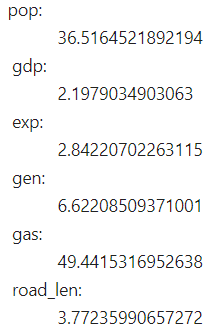 pop:
36.5164521892194
gdp:
2.1979034903063
exp:
2.84220702263115
gen:
6.62208509371001
gas:
49.4415316952638
road_len:
3.77235990657272